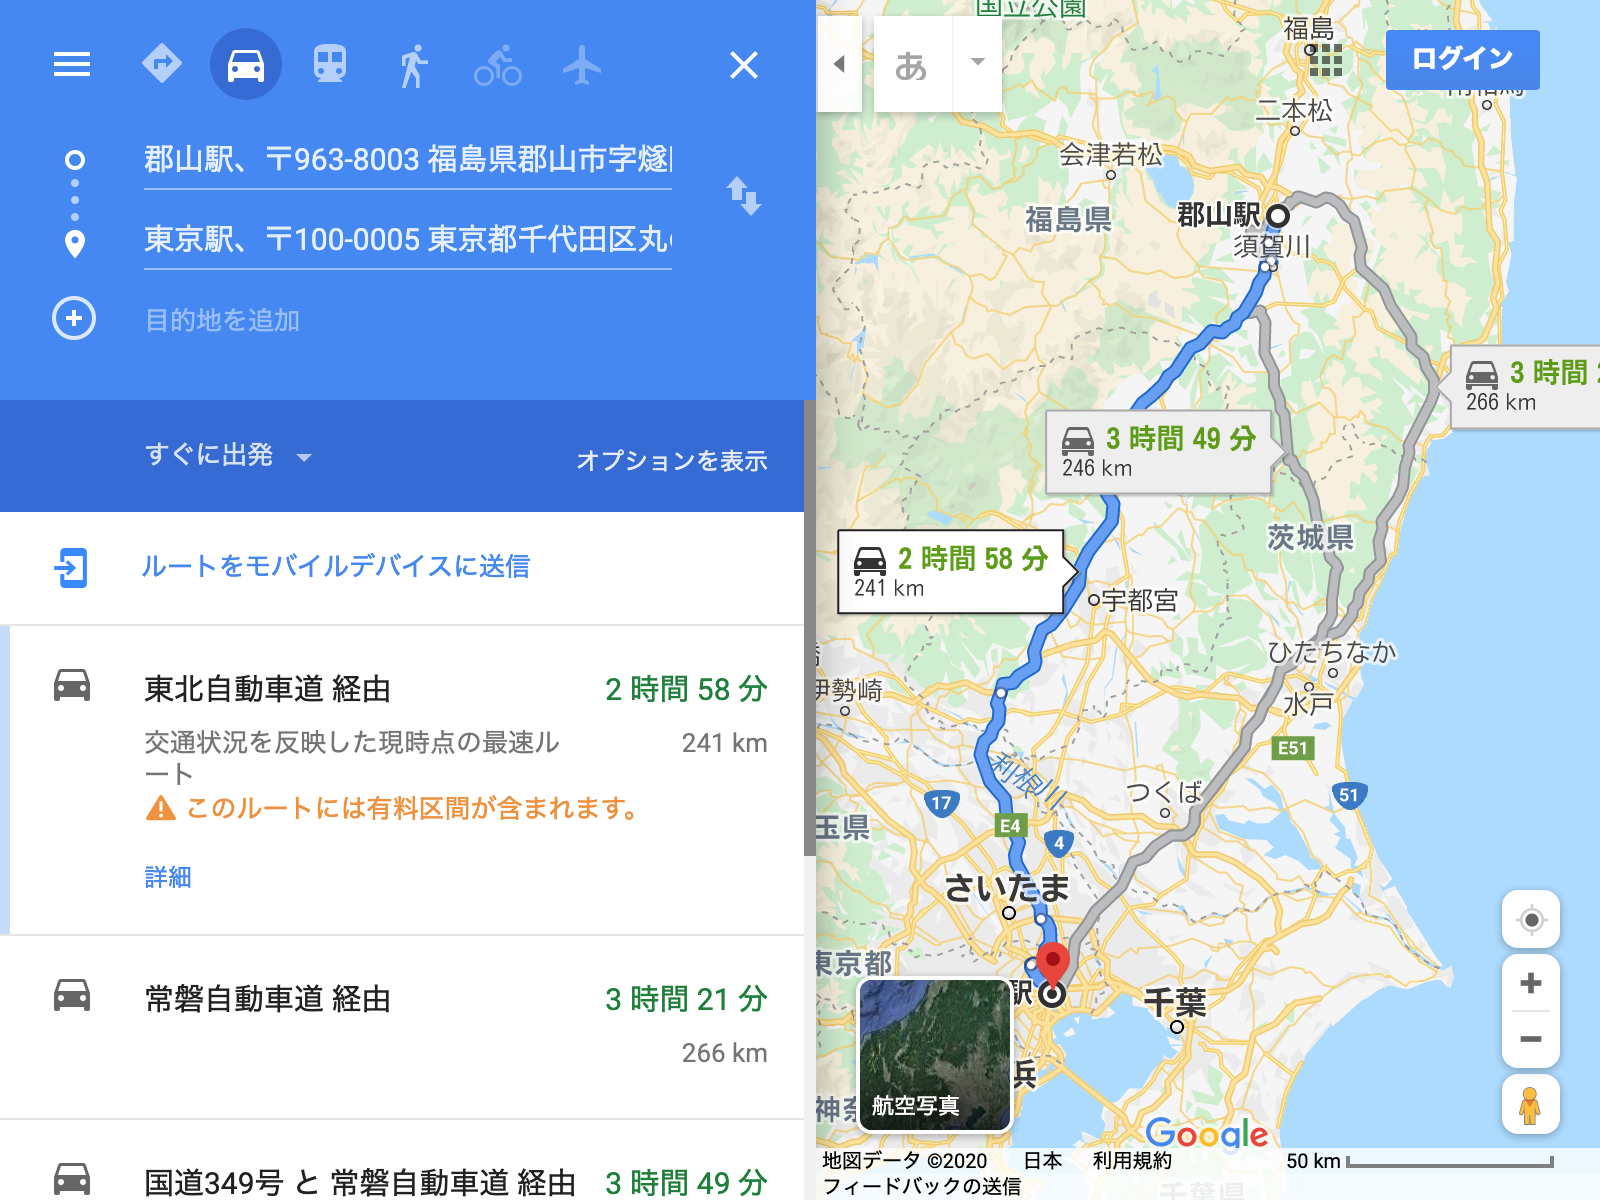 郡山駅、〒963-8003 福島県郡山市字燧
東京駅、〒100-0005 東京都千代田区丸の
目的地を追加
すぐに出発
オプションを表示
ルートをモバイルデバイスに送信
東北自動車道 経由
2 時間 58 分
交通状況を反映した現時点の最速ル
ート
241 km
このルートには有料区間が含まれます。
詳細
常磐自動車道 経由
3 時間 21 分
266 km
国道349号 と 常磐自動車道 経由
3 時間 49 分
国立公園
あ
福島
ログイン
二本松
会津若松
郡山駅
福島県
須賀川
3 時間
266 km
3 時間 49 分
246 km
茨城県
2 時間 58 分
241 km
宇都宮
ひたちなか
伊勢崎
水戸
E51
利根川
つくば
51
17
E4
玉県
4
さいたま
東京都
駅
千葉
浜
神奈
航空写真
Google
地図データ ©2020
日本
利用規約
50 km
フィードバックの送信
千葉県